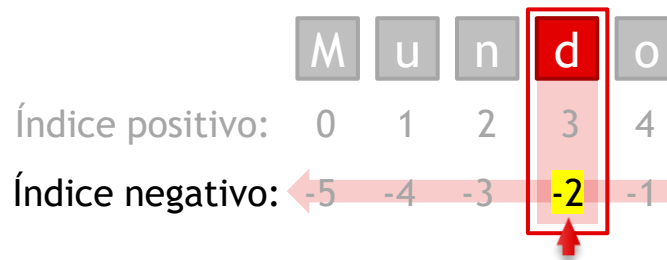 M u n d o
Índice positivo: 0 1 2 3 4
Índice negativo: -5 -4 -3 -2 -1